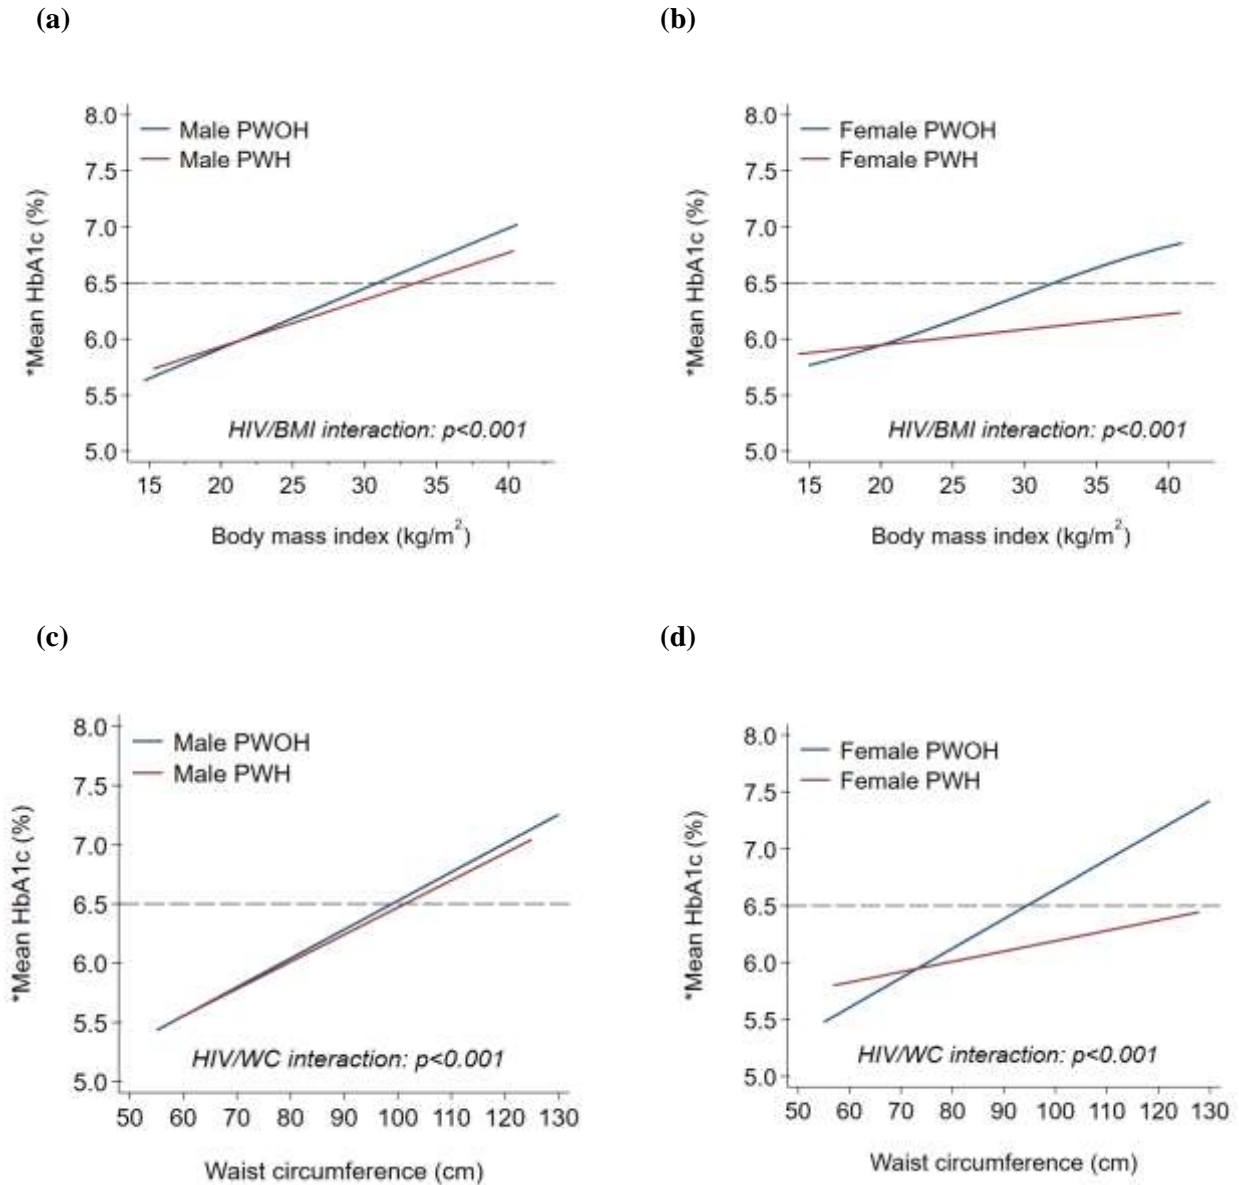 (a)
8.0
7.5
7.0
6.5
6.0
5.5
5.0
*Mean HbA1c (%)
Male PWOH
Male PWH
HIV/BMI interaction: p<0.001
15 20 25 30 35 40
Body mass index (kg/m²)
(b)
8.0
7.5
7.0
6.5
6.0
5.5
5.0
*Mean HbA1c (%)
Female PWOH
Female PWH
HIV/BMI interaction: p<0.001
15 20 25 30 35 40
Body mass index (kg/m²)
(c)
8.0
7.5
7.0
6.5
6.0
5.5
5.0
*Mean HbA1c (%)
Male PWOH
Male PWH
HIV/WC interaction: p<0.001
50 60 70 80 90 100 110 120 130
Waist circumference (cm)
(d)
8.0
7.5
7.0
6.5
6.0
5.5
5.0
*Mean HbA1c (%)
Female PWOH
Female PWH
HIV/WC interaction: p<0.001
50 60 70 80 90 100 110 120 130
Waist circumference (cm)